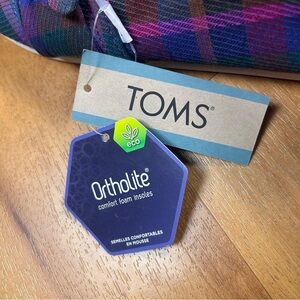 TOMS®
eco
Ortholite®
comfort foam insoles
SEMELLES CONFORTABLES
EN MOUSSE